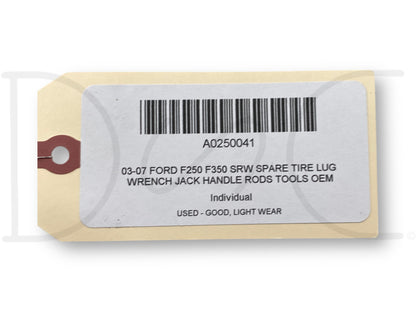 A0250041
03-07 FORD F250 F350 SRW SPARE TIRE LUG
WRENCH JACK HANDLE RODS TOOLS OEM
Individual
USED - GOOD, LIGHT WEAR